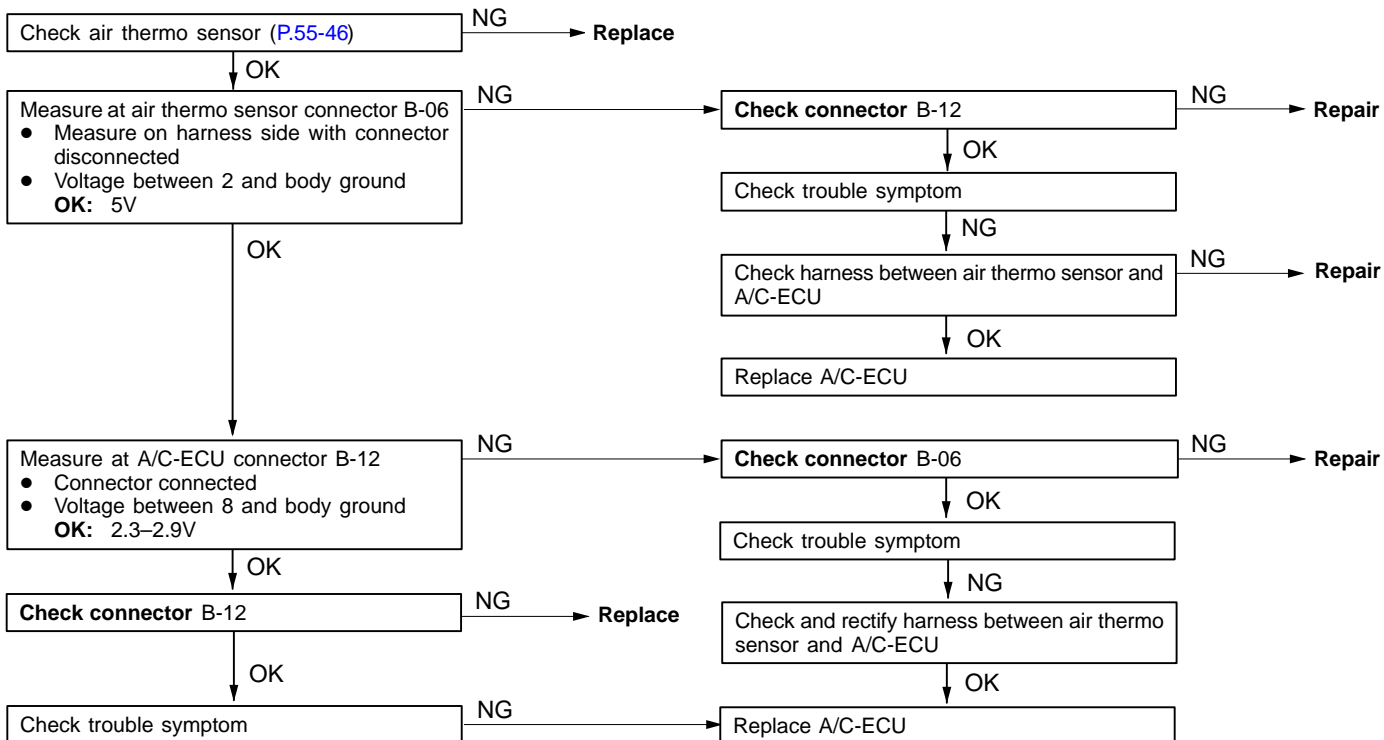 Check air thermo sensor (P.55-46)
NG
Replace
OK
Measure at air thermo sensor connector B-06
● Measure on harness side with connector
disconnected
● Voltage between 2 and body ground
OK: 5V
NG
Check connector B-12
NG
Repair
OK
Check trouble symptom
NG
Check harness between air thermo sensor and
A/C-ECU
NG
Repair
OK
Replace A/C-ECU
OK
Measure at A/C-ECU connector B-12
● Connector connected
● Voltage between 8 and body ground
OK: 2.3–2.9V
NG
Check connector B-06
NG
Repair
OK
Check trouble symptom
NG
Check and rectify harness between air thermo
sensor and A/C-ECU
OK
Replace A/C-ECU
OK
Check connector B-12
NG
Replace
OK
Check trouble symptom
NG